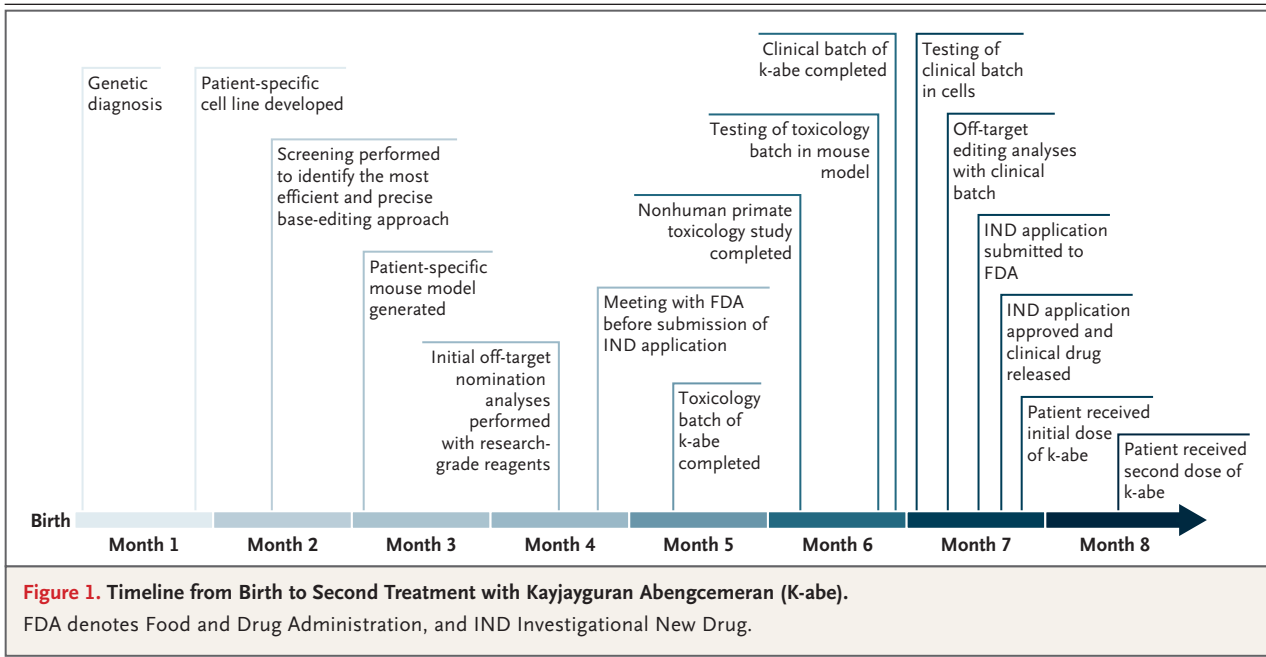 Genetic
diagnosis
Patient-specific
cell line developed
Screening performed
to identify the most
efficient and precise
base-editing approach
Patient-specific
mouse model
generated
Initial off-target
nomination
analyses
performed
with research-
grade reagents
Meeting with FDA
before submission of
IND application
Toxicology
batch of
k-abe
completed
Nonhuman primate
toxicology study
completed
Testing of toxicology
batch in mouse
model
Clinical batch of
k-abe completed
Testing of
clinical batch
in cells
Off-target
editing analyses
with clinical
batch
IND application
submitted to
FDA
IND application
approved and
clinical drug
released
Patient received
initial dose
of k-abe
Patient received
second dose of
k-abe
Birth
Month 1
Month 2
Month 3
Month 4
Month 5
Month 6
Month 7
Month 8
Figure 1. Timeline from Birth to Second Treatment with Kayjayguran Abengcemeran (K-abe).
FDA denotes Food and Drug Administration, and IND Investigational New Drug.